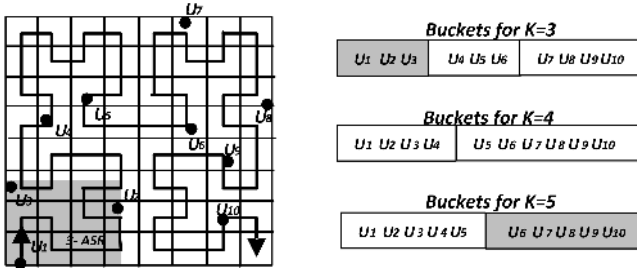 U7
U5
U4
U8
U6
U9
U3
U2
U10
U1
3- ASR
Buckets for K=3
U1 U2 U3 U4 U5 U6 U7 U8 U9 U10
Buckets for K=4
U1 U2 U3 U4 U5 U6 U7 U8 U9 U10
Buckets for K=5
U1 U2 U3 U4 U5 U6 U7 U8 U9 U10